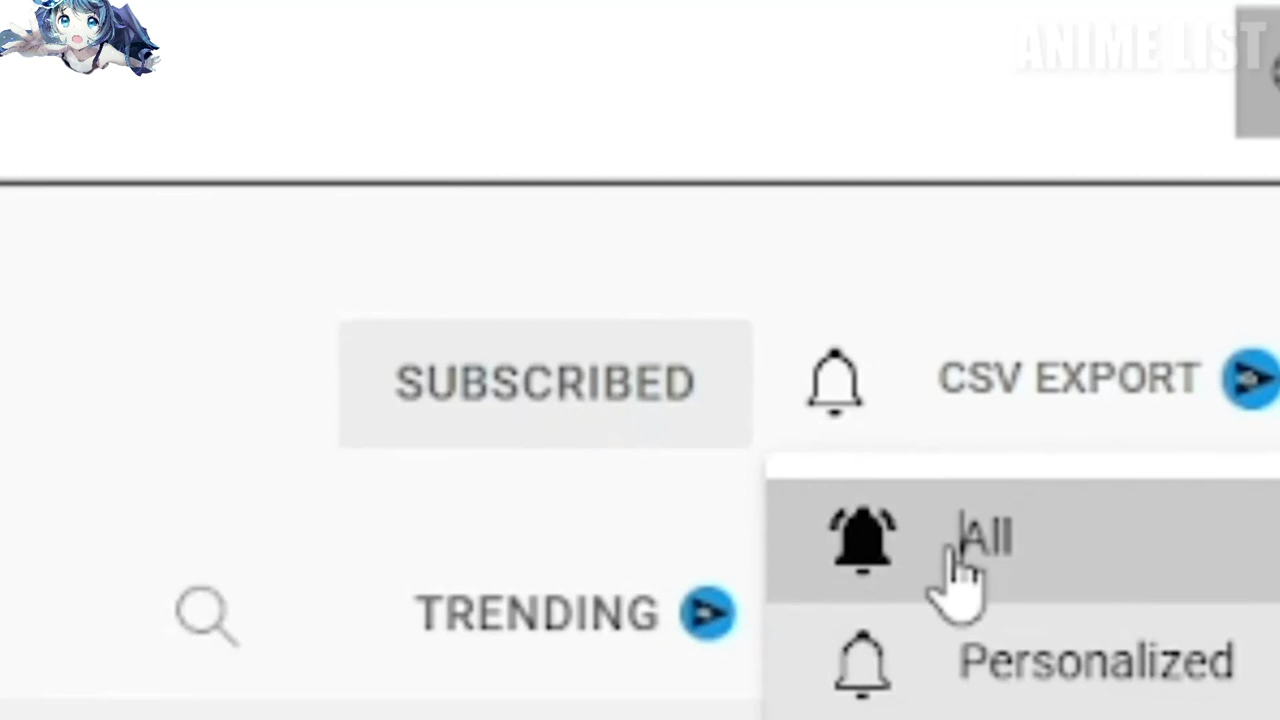 ANIME LIST
SUBSCRIBED
CSV EXPORT
All
TRENDING
Personalized